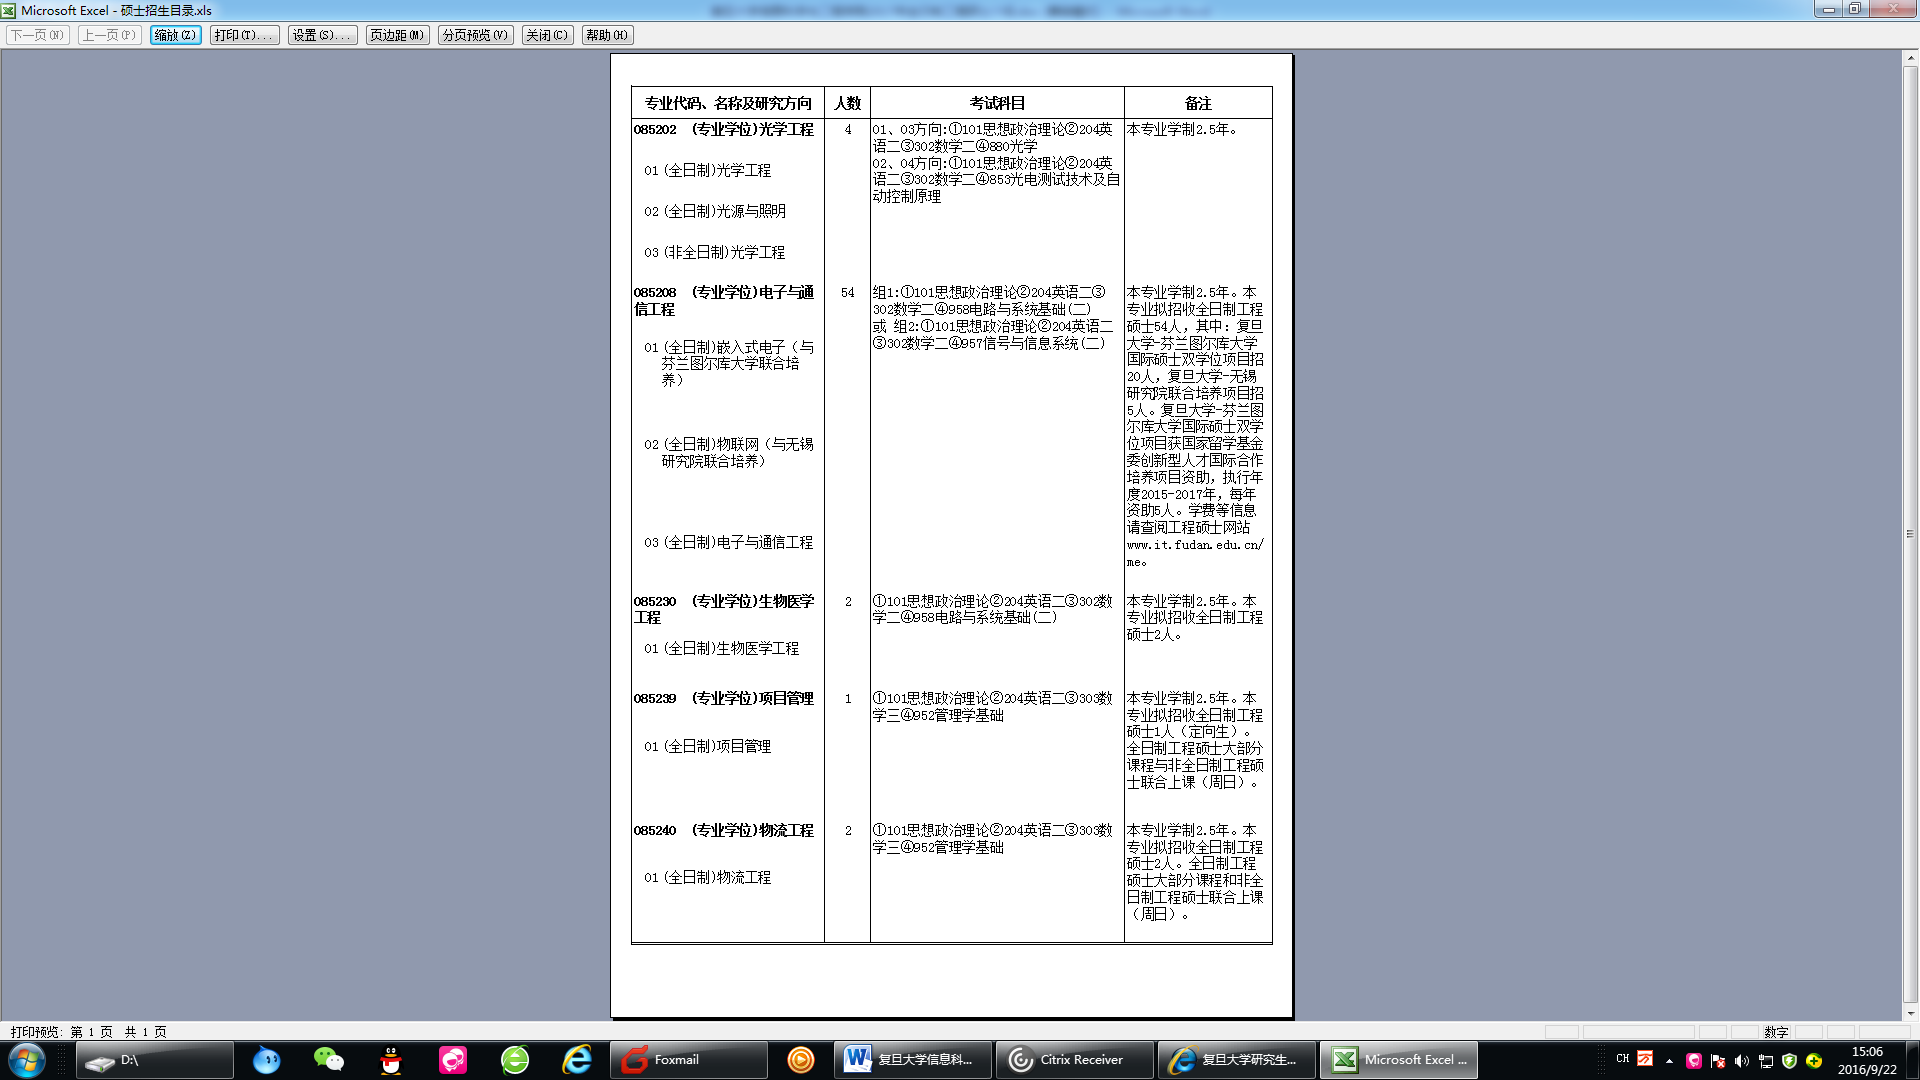 Microsoft Excel - 硕士招生目录.xls
下一页(N) 上一页(P) 缩放(Z) 打印(T)... 设置(S)... 页边距(M) 分页预览(V) 关闭(C) 帮助(H)
专业代码、名称及研究方向 人数 考试科目 备注
085202 (专业学位)光学工程 4
01、03方向:①101思想政治理论②204英
语二③302数学二④880光学
02、04方向:①101思想政治理论②204英
语二③302数学二④853光电测试技术及自
动控制原理
本专业学制2.5年。
01(全日制)光学工程
02(全日制)光源与照明
03(非全日制)光学工程
085208 (专业学位)电子与通
信工程
54
组1:①101思想政治理论②204英语二③
302数学二④958电路与系统基础(二)
或 组2:①101思想政治理论②204英语二
③302数学二④957信号与信息系统(二)
本专业学制2.5年。本
专业拟招收全日制工程
硕士54人，其中：复旦
大学-芬兰图尔库大学
国际硕士双学位项目招
20人，复旦大学-无锡
研究院联合培养项目招
5人。复旦大学-芬兰图
尔库大学国际硕士双学
位项目获国家留学基金
委创新型人才国际合作
培养项目资助，执行年
度2015-2017年，每年
资助5人。学费等信息
请查阅工程硕士网站
www.it.fudan.edu.cn/
me。
01(全日制)嵌入式电子（与
芬兰图尔库大学联合培
养）
02(全日制)物联网（与无锡
研究院联合培养）
03(全日制)电子与通信工程
085230 (专业学位)生物医学
工程
2
①101思想政治理论②204英语二③302数
学二④958电路与系统基础(二)
本专业学制2.5年。本
专业拟招收全日制工程
硕士2人。
01(全日制)生物医学工程
085239 (专业学位)项目管理 1
①101思想政治理论②204英语二③303数
学三④952管理学基础
本专业学制2.5年。本
专业拟招收全日制工程
硕士1人（定向生）。
全日制工程硕士大部分
课程与非全日制工程硕
士联合上课（周日）。
01(全日制)项目管理
085240 (专业学位)物流工程 2
①101思想政治理论②204英语二③303数
学三④952管理学基础
本专业学制2.5年。本
专业拟招收全日制工程
硕士2人。全日制工程
硕士大部分课程和非全
日制工程硕士联合上课
（周日）。
01(全日制)物流工程
打印预览: 第 1 页 共 1 页 数字
D:\ Foxmail 复旦大学信息科... Citrix Receiver 复旦大学研究生... Microsoft Excel ... CH 15:06
2016/9/22